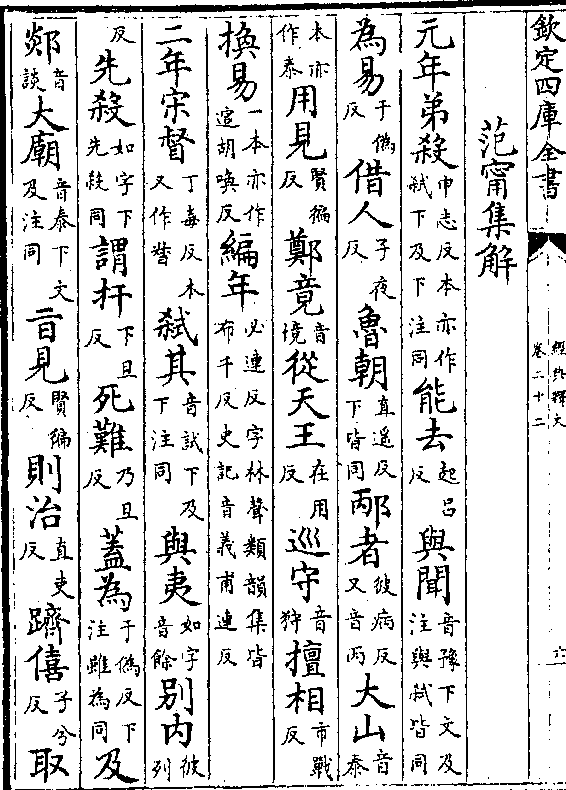 欽定四庫全書
經典釋文
卷二十二
六
范甯集解
元年弟殺申志反本亦作弑下及下注同能去起吕反與聞音豫下文及注與弑皆同
為易于偽反借人子夜反魯朝直遥反下皆同邴者彼病反又音丙大山音泰
本亦作泰用見賢徧反鄭竟音境從天王在用反巡守音狩擅相市戰反
換易一本亦作逭胡喚反編年必連反字林聲類韻集皆布千反史記音義甫連反
二年宋督丁毒反本又作弑其音試下及下注同與夷如字音餘别内彼列
反先殺如字下先殺同謂扞下旦反死難乃旦反蓋為于偽反下注雖為同及
郯音談大廟音泰下文及注同見賢徧反則治直吏反躋僖子兮反取